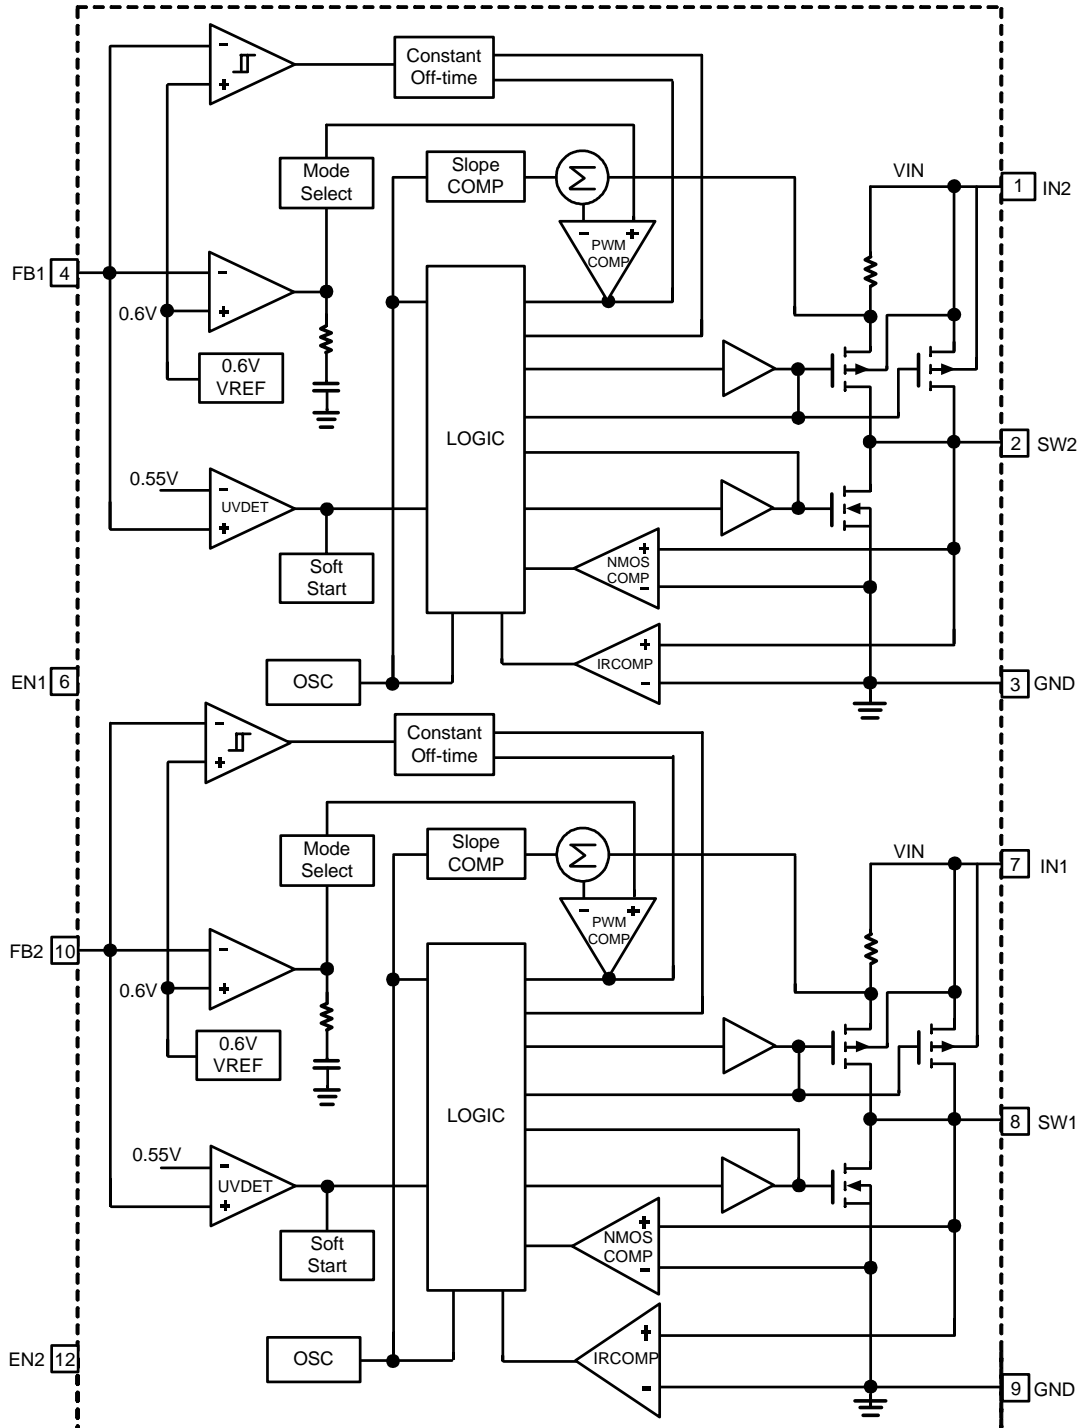 Constant
Off-time
-
+
Mode
Select
Slope
COMP
Σ
VIN
1 IN2
- +
PWM
COMP
FB1 4
-
0.6V +
0.6V
VREF
LOGIC
2 SW2
0.55V -
UVDET
+
Soft
Start
+
NMOS
COMP
-
+
IRCOMP
-
OSC
EN1 6
3 GND
Constant
Off-time
-
+
Mode
Select
Slope
COMP
Σ
VIN
7 IN1
- +
PWM
COMP
FB2 10
-
0.6V +
0.6V
VREF
LOGIC
8 SW1
0.55V -
UVDET
+
Soft
Start
+
NMOS
COMP
-
+
IRCOMP
-
OSC
EN2 12
9 GND